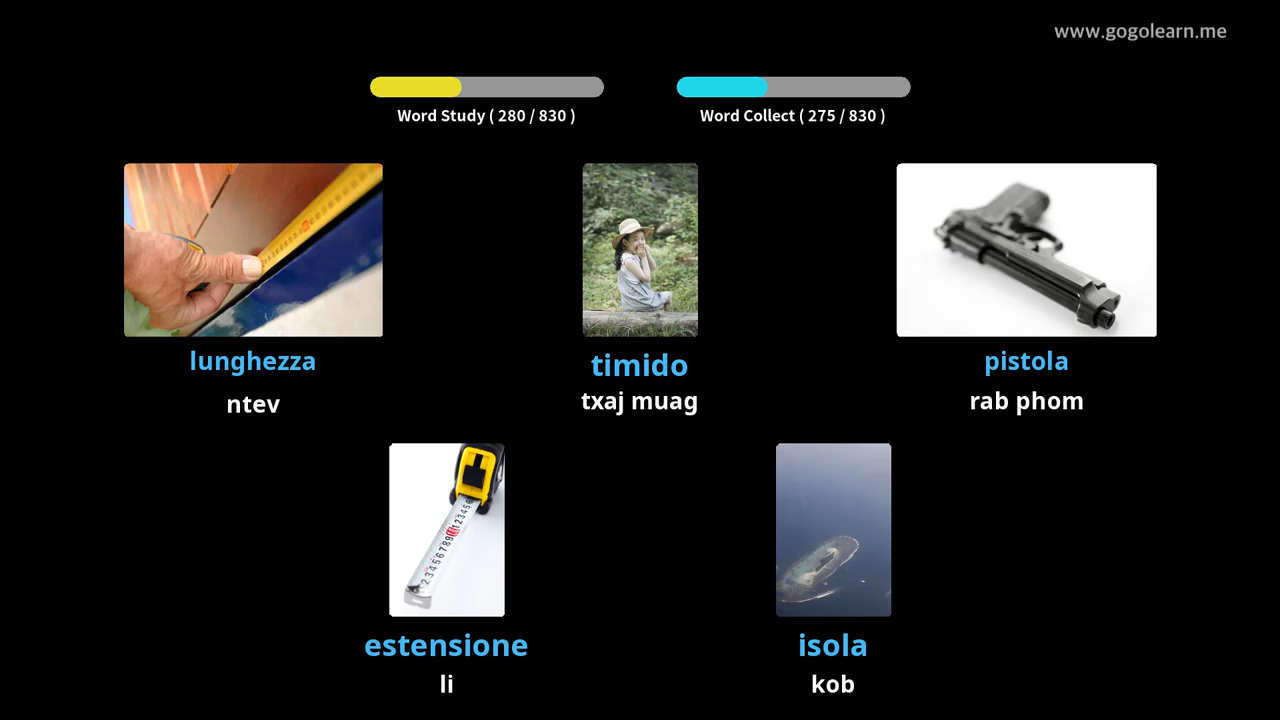 www.gogolearn.me
Word Study ( 280 / 830 )
Word Collect ( 275 / 830 )
lunghezza
ntev
timido
txaj muag
pistola
rab phom
estensione
li
isola
kob